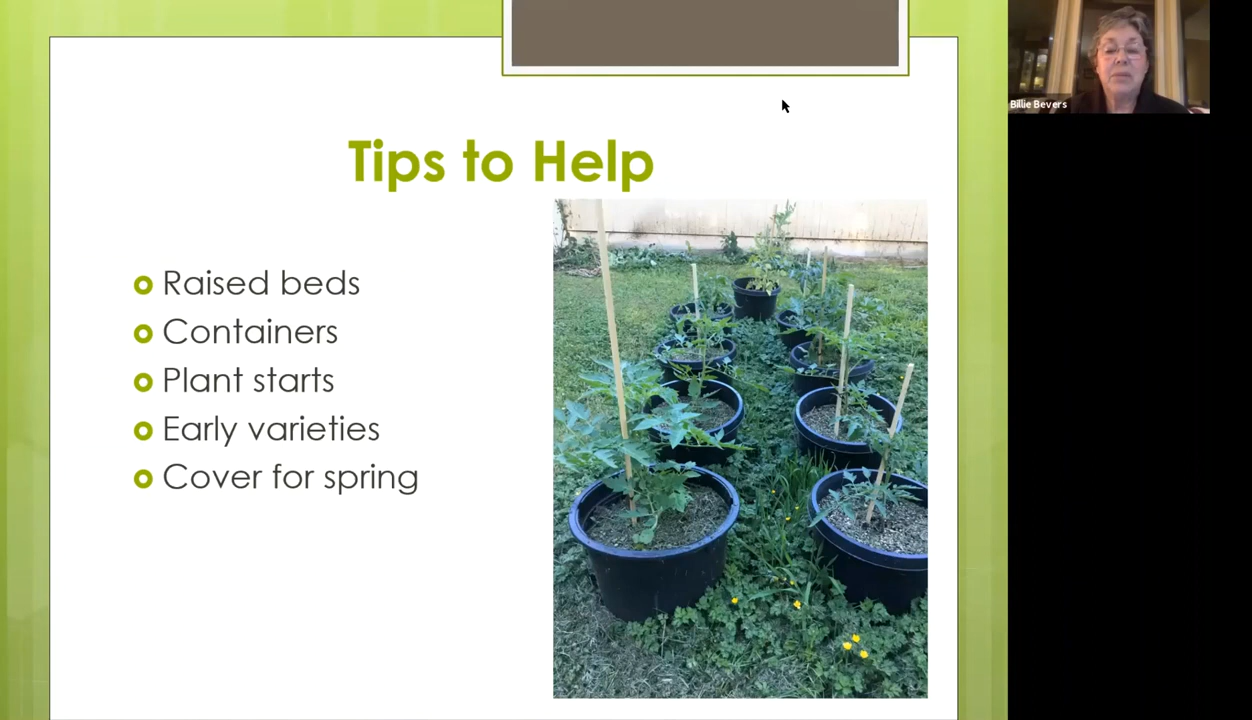 Tips to Help
Raised beds
Containers
Plant starts
Early varieties
Cover for spring
Billie Bevers